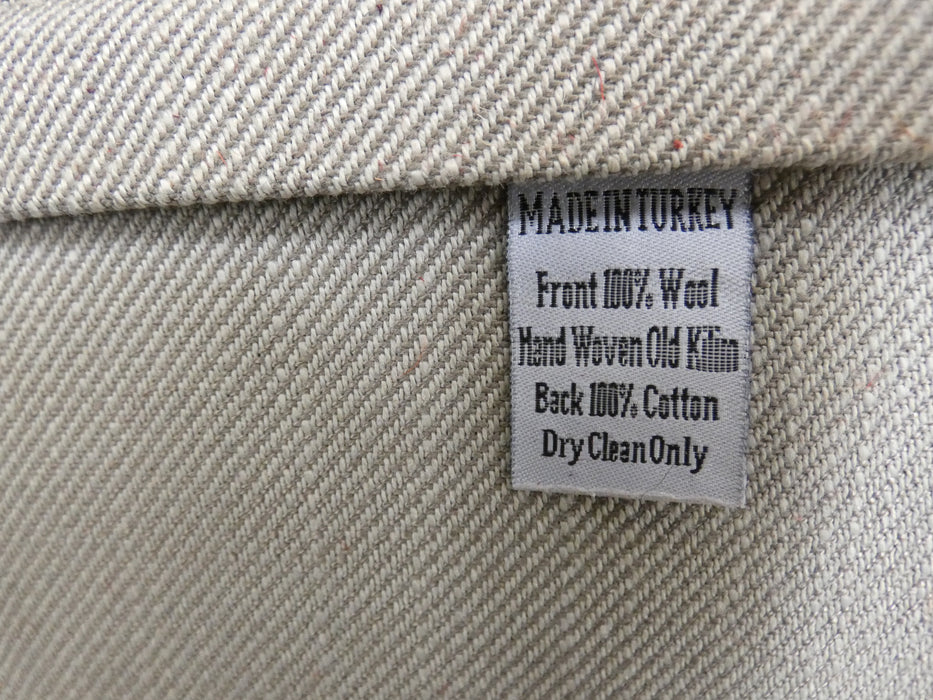 MADE IN TURKEY
Front 100% Wool
Hand Woven Old Kilim
Back 100% Cotton
Dry Clean Only